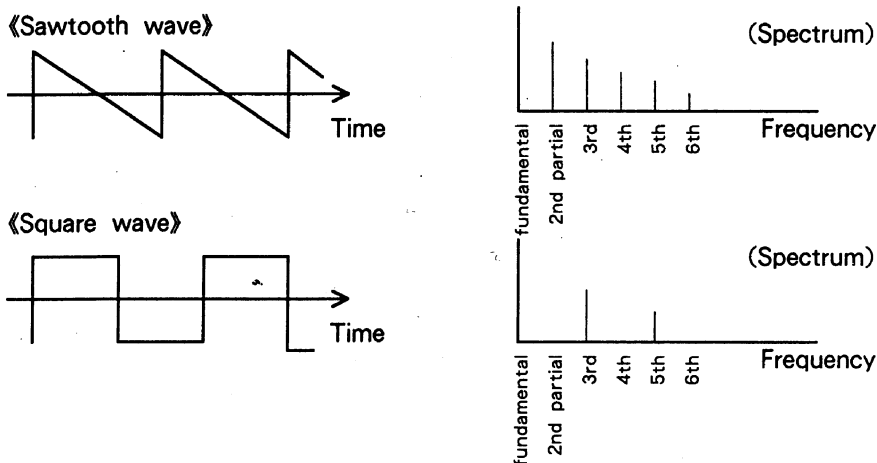 《Sawtooth wave》
Time
(Spectrum)
Frequency
fundamental
2nd partial
3rd
4th
5th
6th
《Square wave》
Time
(Spectrum)
Frequency
fundamental
2nd partial
3rd
4th
5th
6th